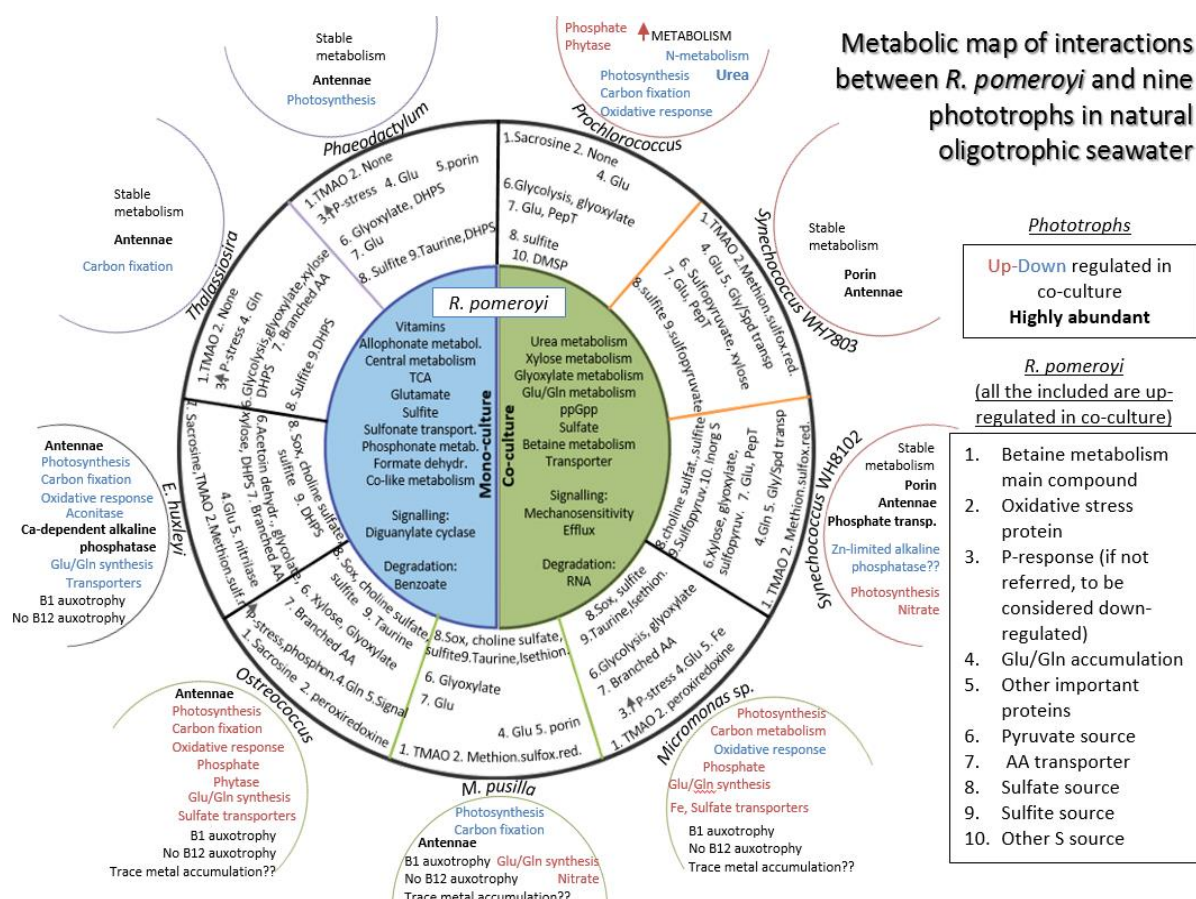 Metabolic map of interactions
between R. pomeroyi and nine
phototrophs in natural
oligotrophic seawater
Phototrophs
Up-Down regulated in
co-culture
Highly abundant
R. pomeroyi
(all the included are up-
regulated in co-culture)
1. Betaine metabolism
main compound
2. Oxidative stress
protein
3. P-response (if not
referred, to be
considered down-
regulated)
4. Glu/Gln accumulation
5. Other important
proteins
6. Pyruvate source
7. AA transporter
8. Sulfate source
9. Sulfite source
10. Other S source
R. pomeroyi
Mono-culture
Vitamins
Allophonate metabol.
Central metabolism
TCA
Glutamate
Sulfite
Sulfonate transport.
Phosphonate metab.
Formate dehydr.
Co-like metabolism
Signalling:
Diguanylate cyclase
Degradation:
Benzoate
Co-culture
Urea metabolism
Xylose metabolism
Glyoxylate metabolism
Glu/Gln metabolism
ppGpp
Sulfate
Betaine metabolism
Transporter
Signalling:
Mechanosensitivity
Efflux
Degradation:
RNA
Prochlorococcus
Phosphate
METABOLISM
Phytase
N-metabolism
Photosynthesis Urea
Carbon fixation
Oxidative response
1.Sacrosine 2. None
4. Glu
6.Glycolysis, glyoxylate
7. Glu, PepT
8. sulfite
10. DMSP
Synechococcus WH7803
Stable
metabolism
Porin
Antennae
1.TMAO 2.Methion.sulfox.red.
4. Glu 5. Gly/Spd transp
6. Sulfopyruvate, xylose
7. Glu, PepT
8.sulfite 9.sulfopyruvate
Synechococcus WH8102
Stable
metabolism
Porin
Antennae
Phosphate transp.
Zn-limited alkaline
phosphatase??
Photosynthesis
Nitrate
1. TMAO 2. Methion.sulfox.red.
4.Gln 5. Gly/Spd transp
6.Xylose, glyoxylate,
sulfopyruv. 7. Glu, PepT
8.choline sulfat.,sulfite
9.Sulfopyruv.10. inorg S
Micromonas sp.
Photosynthesis
Carbon metabolism
Oxidative response
Phosphate
Glu/Gln synthesis
Fe, Sulfate transporters
B1 auxotrophy
No B12 auxotrophy
Trace metal accumulation??
8.Sox, sulfite
9.Taurine,Isethion.
6.Glycolysis, glyoxylate
7. Branched AA
3. P-stress 4.Glu 5. Fe
1. TMAO 2. peroxiredoxine
M. pusilla
Photosynthesis
Carbon fixation
Antennae
B1 auxotrophy Glu/Gln synthesis
No B12 auxotrophy Nitrate
Trace metal accumulation??
8.Sox, choline sulfate,
sulfite9.Taurine,Isethion.
6. Glyoxylate
7. Glu
4. Glu 5. porin
1. TMAO 2. Methion.sulfox.red.
Ostreococcus
Antennae
Photosynthesis
Carbon fixation
Oxidative response
Phosphate
Phytase
Glu/Gln synthesis
Sulfate transporters
B1 auxotrophy
No B12 auxotrophy
Trace metal accumulation??
8. Sox, choline sulfate,
sulfite 9. Taurine
6. Xylose. Glyoxylate
7. Branched AA
P-stress,phosphon.4.Gln 5.Signal
1. Sacrosine 2. peroxiredoxine
E. huxleyi
Antennae
Photosynthesis
Carbon fixation
Oxidative response
Aconitase
Ca-dependent alkaline
phosphatase
Glu/Gln synthesis
Transporters
B1 auxotrophy
No B12 auxotrophy
Sacrosine,TMAO 2.Methion.sulf.r
4.Glu 5. nitrilase
6.Acetoin dehydr., glycolate,
xylose, DHPS 7. Branched AA
8. Sox, choline sulfate,
sulfite 9. DHPS
Thalassiosira
Stable
metabolism
Antennae
Carbon fixation
1.TMAO 2. None
3. P-stress 4. Gln
6. Glycolysis,glyoxylate,xylose
DHPS 7. Branched AA
8. Sulfite 9.DHPS
Phaeodactylum
Stable
metabolism
Antennae
Photosynthesis
1.TMAO 2. None
3. P-stress 4. Glu 5.porin
6. Glyoxylate, DHPS
7. Glu
8. Sulfite 9.Taurine,DHPS